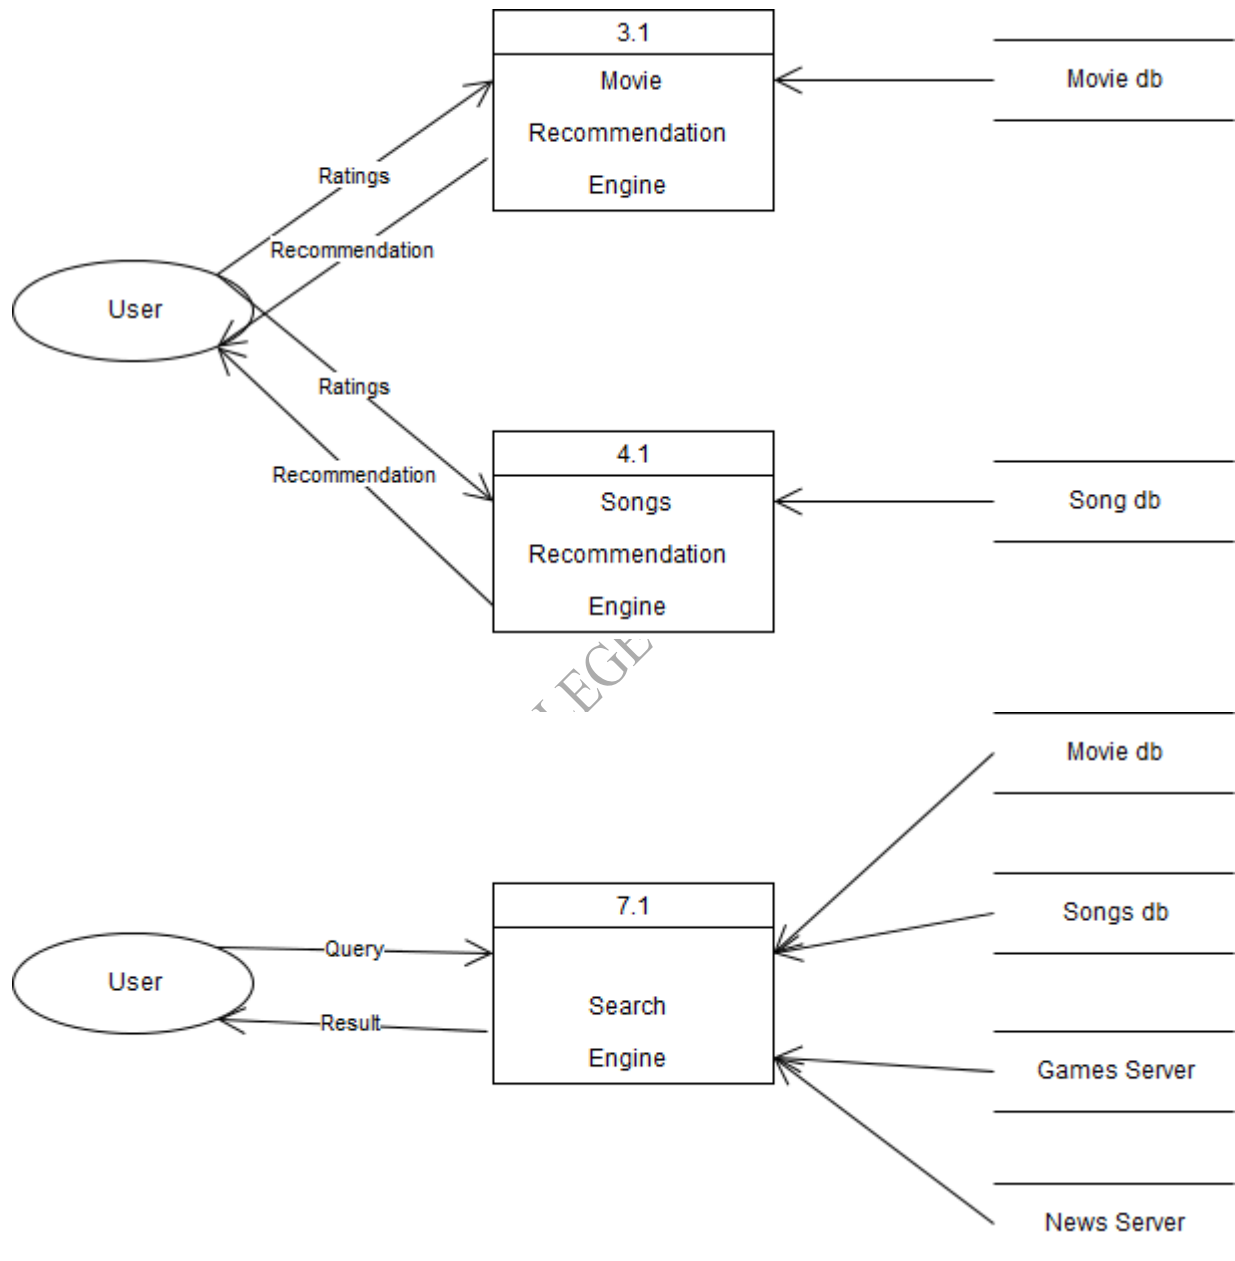 3.1
Movie
Recommendation
Engine
Movie db
Ratings
Recommendation
User
Ratings
Recommendation
4.1
Songs
Recommendation
Engine
Song db
Movie db
7.1
Search
Engine
Songs db
User
Query
Result
Games Server
News Server